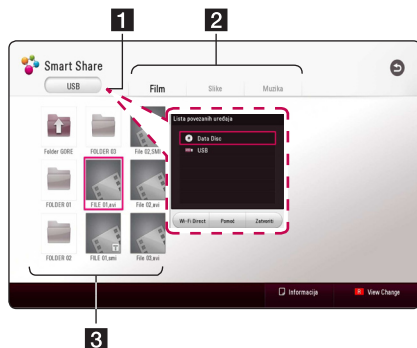 1
2
Smart Share
USB
Film Slike Muzika
Lista povezanih uređaja
Data Disc
USB
Wi-Fi Direct Pomoć Zatvoriti
Folder GORE FOLDER 03 File 02,SMI
FOLDER 01 FILE 01,avi File 02,avi
FOLDER 02 FILE 01,smi File 03,avi
Informacija R View Change
3